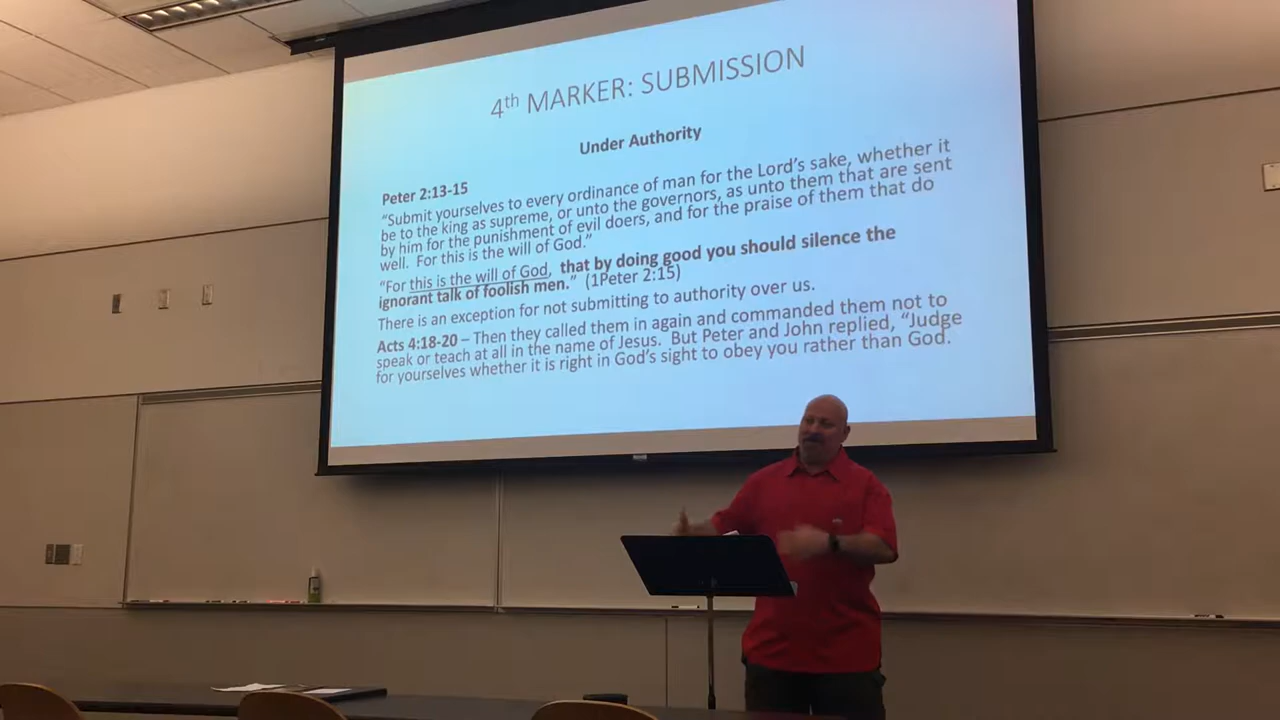 4th MARKER: SUBMISSION
Under Authority
Peter 2:13-15
“Submit yourselves to every ordinance of man for the Lord’s sake, whether it
be to the king as supreme, or unto the governors, as unto them that are sent
by him for the punishment of evil doers, and for the praise of them that do
well. For this is the will of God.”
“For this is the will of God, that by doing good you should silence the
ignorant talk of foolish men.” (1Peter 2:15)
There is an exception for not submitting to authority over us.
Acts 4:18-20 – Then they called them in again and commanded them not to
speak or teach at all in the name of Jesus. But Peter and John replied, “Judge
for yourselves whether it is right in God’s sight to obey you rather than God.